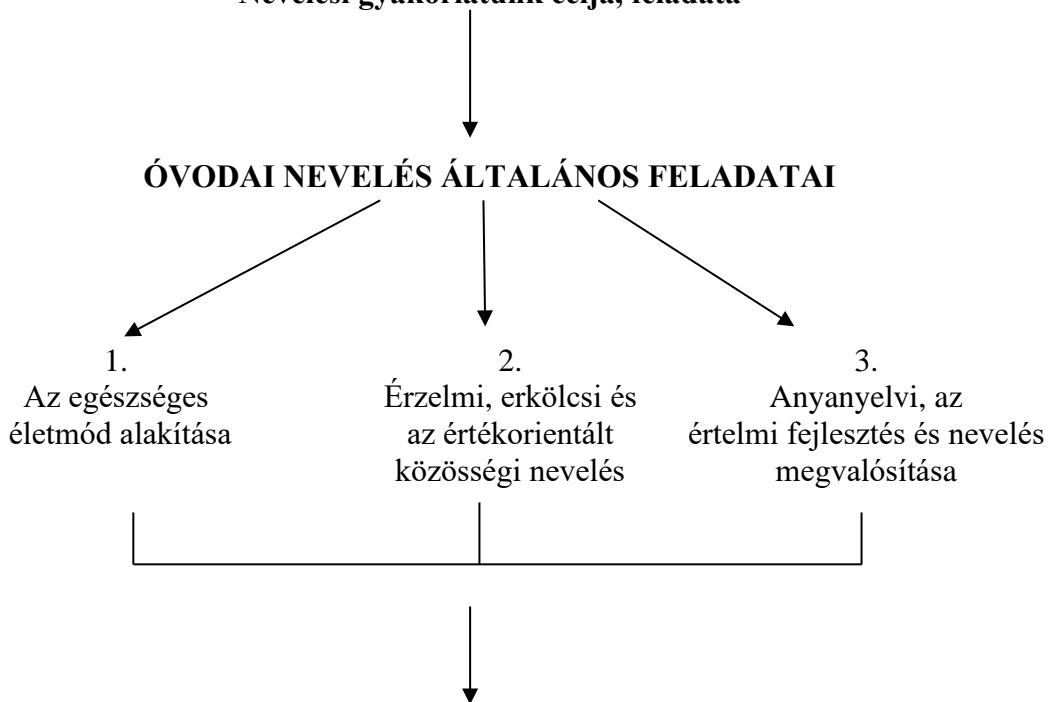 Nevelési gyakorlatunk célja, feladata
ÓVODAI NEVELÉS ÁLTALÁNOS FELADATAI
1.
Az egészséges
életmód alakítása
2.
Érzelmi, erkölcsi és
az értékorientált
közösségi nevelés
3.
Anyanyelvi, az
értelmi fejlesztés és nevelés
megvalósítása